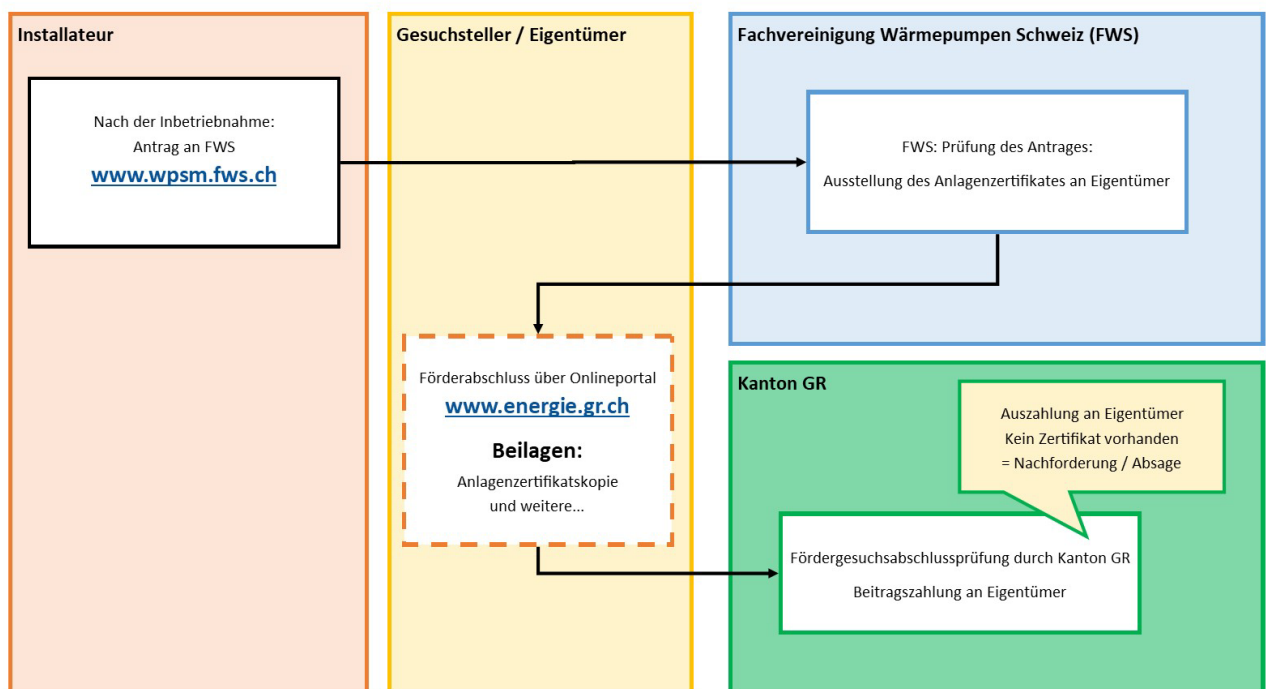 Installateur
Nach der Inbetriebnahme:
Antrag an FWS
www.wpsm.fws.ch
Gesuchsteller / Eigentümer
Förderabschluss über Onlineportal
www.energie.gr.ch
Beilagen:
Anlagenzertifikatskopie
und weitere...
Fachvereinigung Wärmepumpen Schweiz (FWS)
FWS: Prüfung des Antrages:
Ausstellung des Anlagenzertifikates an Eigentümer
Kanton GR
Auszahlung an Eigentümer
Kein Zertifikat vorhanden
= Nachforderung / Absage
Fördergesuchsabschlussprüfung durch Kanton GR
Beitragszahlung an Eigentümer